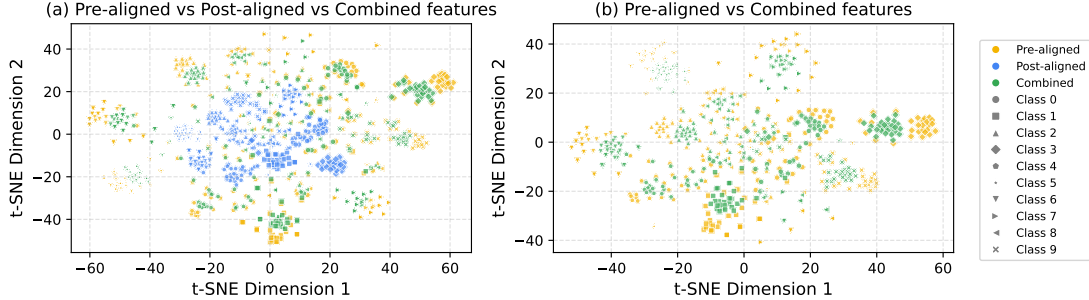 (a) Pre-aligned vs Post-aligned vs Combined features
(b) Pre-aligned vs Combined features
t-SNE Dimension 2
40
20
0
−20
−40
−60
−40
−20
0
20
40
60
t-SNE Dimension 1
t-SNE Dimension 2
40
20
0
−20
−40
−60
−40
−20
0
20
40
60
t-SNE Dimension 1
Pre-aligned
Post-aligned
Combined
Class 0
Class 1
Class 2
Class 3
Class 4
Class 5
Class 6
Class 7
Class 8
Class 9